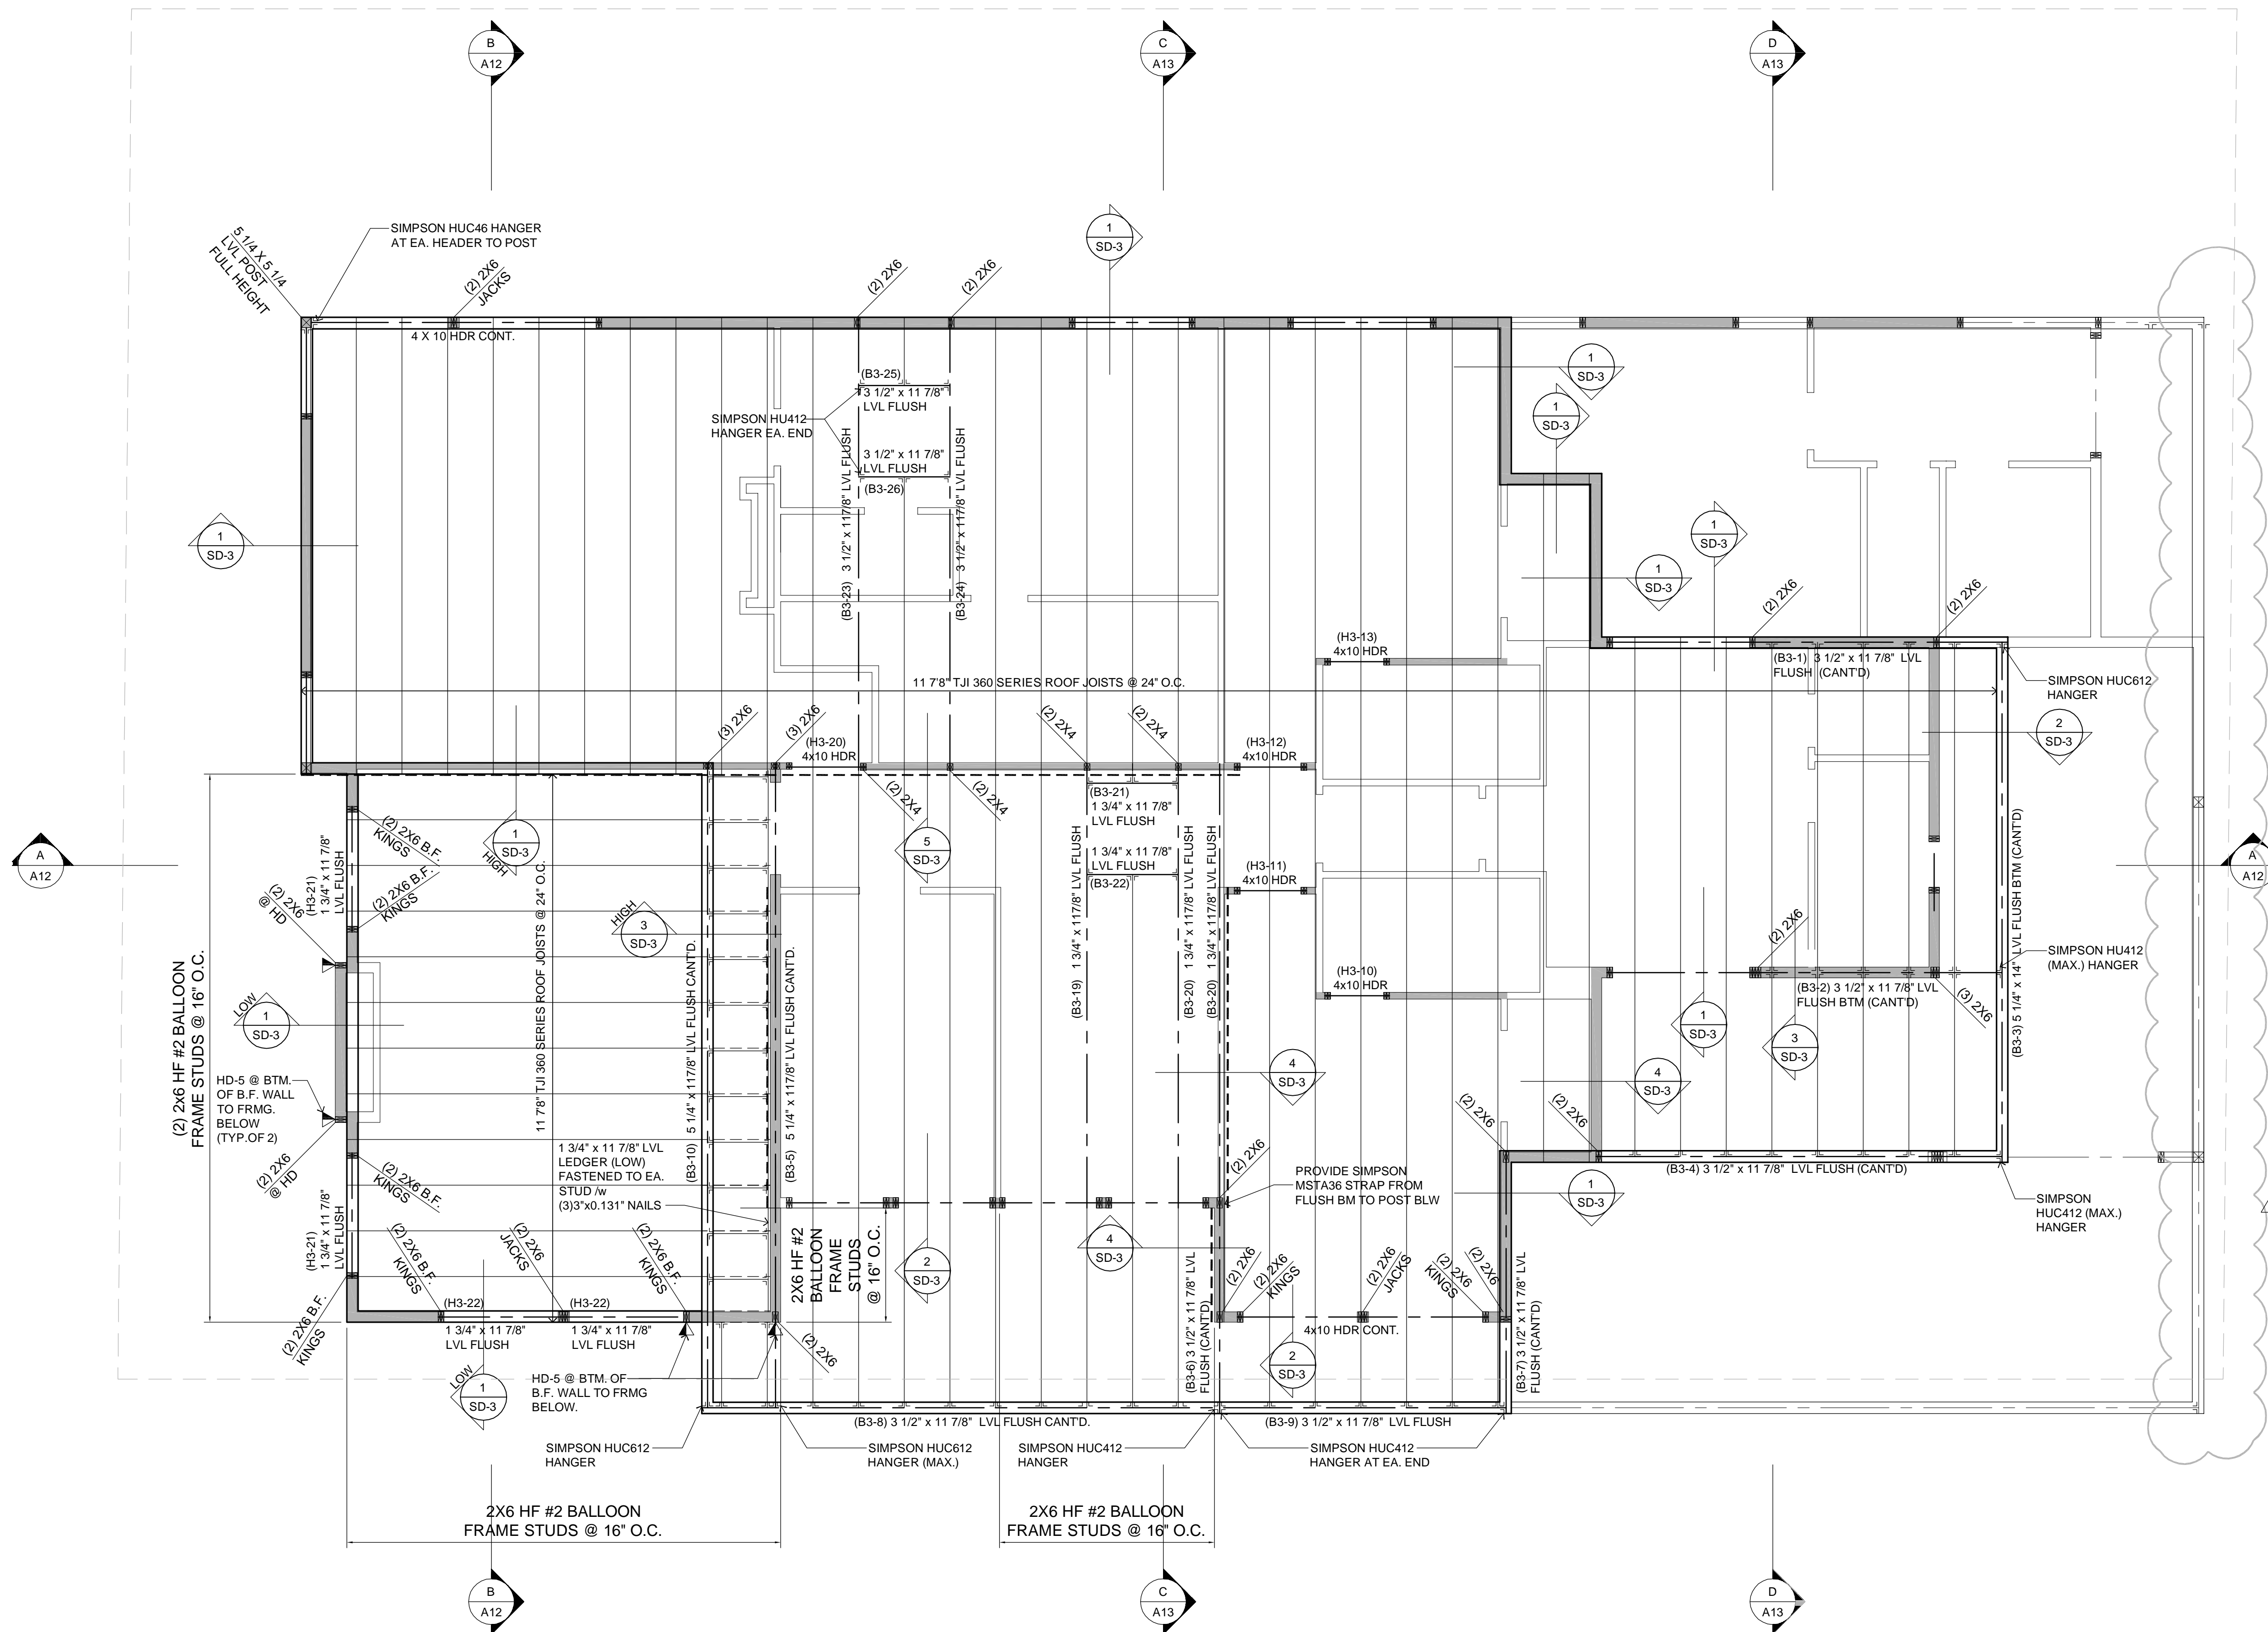 B
A12
C
A13
D
A13
SIMPSON HUC46 HANGER
AT EA. HEADER TO POST
5 1/4 X 5 1/4
LVL POST
FULL HEIGHT
(2) 2X6
JACKS
4 X 10 HDR CONT.
(2) 2X6
(2) 2X6
1
SD-3
1
SD-3
1
SD-3
(B3-25)
3 1/2" x 11 7/8"
LVL FLUSH
SIMPSON HU412
HANGER EA. END
3 1/2" x 11 7/8"
LVL FLUSH
(B3-26)
(B3-23) 3 1/2" x 117/8" LVL FLUSH
(B3-24) 3 1/2" x 117/8" LVL FLUSH
1
SD-3
1
SD-3
1
SD-3
(2) 2X6
(2) 2X6
(H3-13)
4x10 HDR
(B3-1) 3 1/2" x 11 7/8" LVL
FLUSH (CANT'D)
SIMPSON HUC612
HANGER
11 7'8" TJI 360 SERIES ROOF JOISTS @ 24" O.C.
2
SD-3
(3) 2X6
(3) 2X6
(H3-20)
4x10 HDR
(2) 2X4
(2) 2X4
(H3-12)
4x10 HDR
(2) 2X4
(2) 2X4
(B3-21)
1 3/4" x 11 7/8"
LVL FLUSH
1 3/4" x 11 7/8"
LVL FLUSH
(B3-22)
(H3-11)
4x10 HDR
(2) 2X6 B.F.
KINGS
(H3-21)
1 3/4" x 11 7/8"
LVL FLUSH
(2) 2X6 B.F.
KINGS
1
SD-3
HIGH
5
SD-3
A
A12
A
A12
(2) 2X6
@ HD
3
SD-3
HIGH
11 7'8" TJI 360 SERIES ROOF JOISTS @ 24" O.C.
(B3-10) 5 1/4" x 117/8" LVL FLUSH CANT'D.
(B3-5) 5 1/4" x 117/8" LVL FLUSH CANT'D.
(B3-19) 1 3/4" x 117/8" LVL FLUSH
(B3-20) 1 3/4" x 117/8" LVL FLUSH
(B3-20) 1 3/4" x 117/8" LVL FLUSH
(H3-10)
4x10 HDR
(2) 2X6
SIMPSON HU412
(MAX.) HANGER
(B3-2) 3 1/2" x 11 7/8" LVL
FLUSH BTM (CANT'D)
(3) 2X6
(B3-3) 5 1/4" x 14" LVL FLUSH BTM (CANT'D)
(2) 2x6 HF #2 BALLOON
FRAME STUDS @ 16" O.C.
LOW
1
SD-3
1
SD-3
3
SD-3
4
SD-3
4
SD-3
HD-5 @ BTM.
OF B.F. WALL
TO FRMG.
BELOW
(TYP.OF 2)
(2) 2X6
@ HD
(2) 2X6 B.F.
KINGS
1 3/4" x 11 7/8" LVL
LEDGER (LOW)
FASTENED TO EA.
STUD /w
(3)3"x0.131" NAILS
(2) 2X6
(2) 2X6
(2) 2X6
PROVIDE SIMPSON
MSTA36 STRAP FROM
FLUSH BM TO POST BLW
(B3-4) 3 1/2" x 11 7/8" LVL FLUSH (CANT'D)
1
SD-3
SIMPSON
HUC412 (MAX.)
HANGER
(H3-21)
1 3/4" x 11 7/8"
LVL FLUSH
(2) 2X6 B.F.
KINGS
(2) 2X6
JACKS
(2) 2X6 B.F.
KINGS
2X6 HF #2
BALLOON
FRAME
STUDS
@ 16" O.C.
2
SD-3
4
SD-3
(2) 2X6
(2) 2X6
KINGS
(2) 2X6
JACKS
(2) 2X6
KINGS
(2) 2X6
(2) 2X6 B.F.
KINGS
(H3-22)
1 3/4" x 11 7/8"
LVL FLUSH
(H3-22)
1 3/4" x 11 7/8"
LVL FLUSH
(2) 2X6
4x10 HDR CONT.
(B3-6) 3 1/2" x 11 7/8" LVL
FLUSH (CANT'D)
(B3-7) 3 1/2" x 11 7/8" LVL
FLUSH (CANT'D)
2
SD-3
LOW
1
SD-3
HD-5 @ BTM. OF
B.F. WALL TO FRMG
BELOW.
(B3-8) 3 1/2" x 11 7/8" LVL FLUSH CANT'D.
(B3-9) 3 1/2" x 11 7/8" LVL FLUSH
SIMPSON HUC612
HANGER
SIMPSON HUC612
HANGER (MAX.)
SIMPSON HUC412
HANGER
SIMPSON HUC412
HANGER AT EA. END
2X6 HF #2 BALLOON
FRAME STUDS @ 16" O.C.
2X6 HF #2 BALLOON
FRAME STUDS @ 16" O.C.
B
A12
C
A13
D
A13